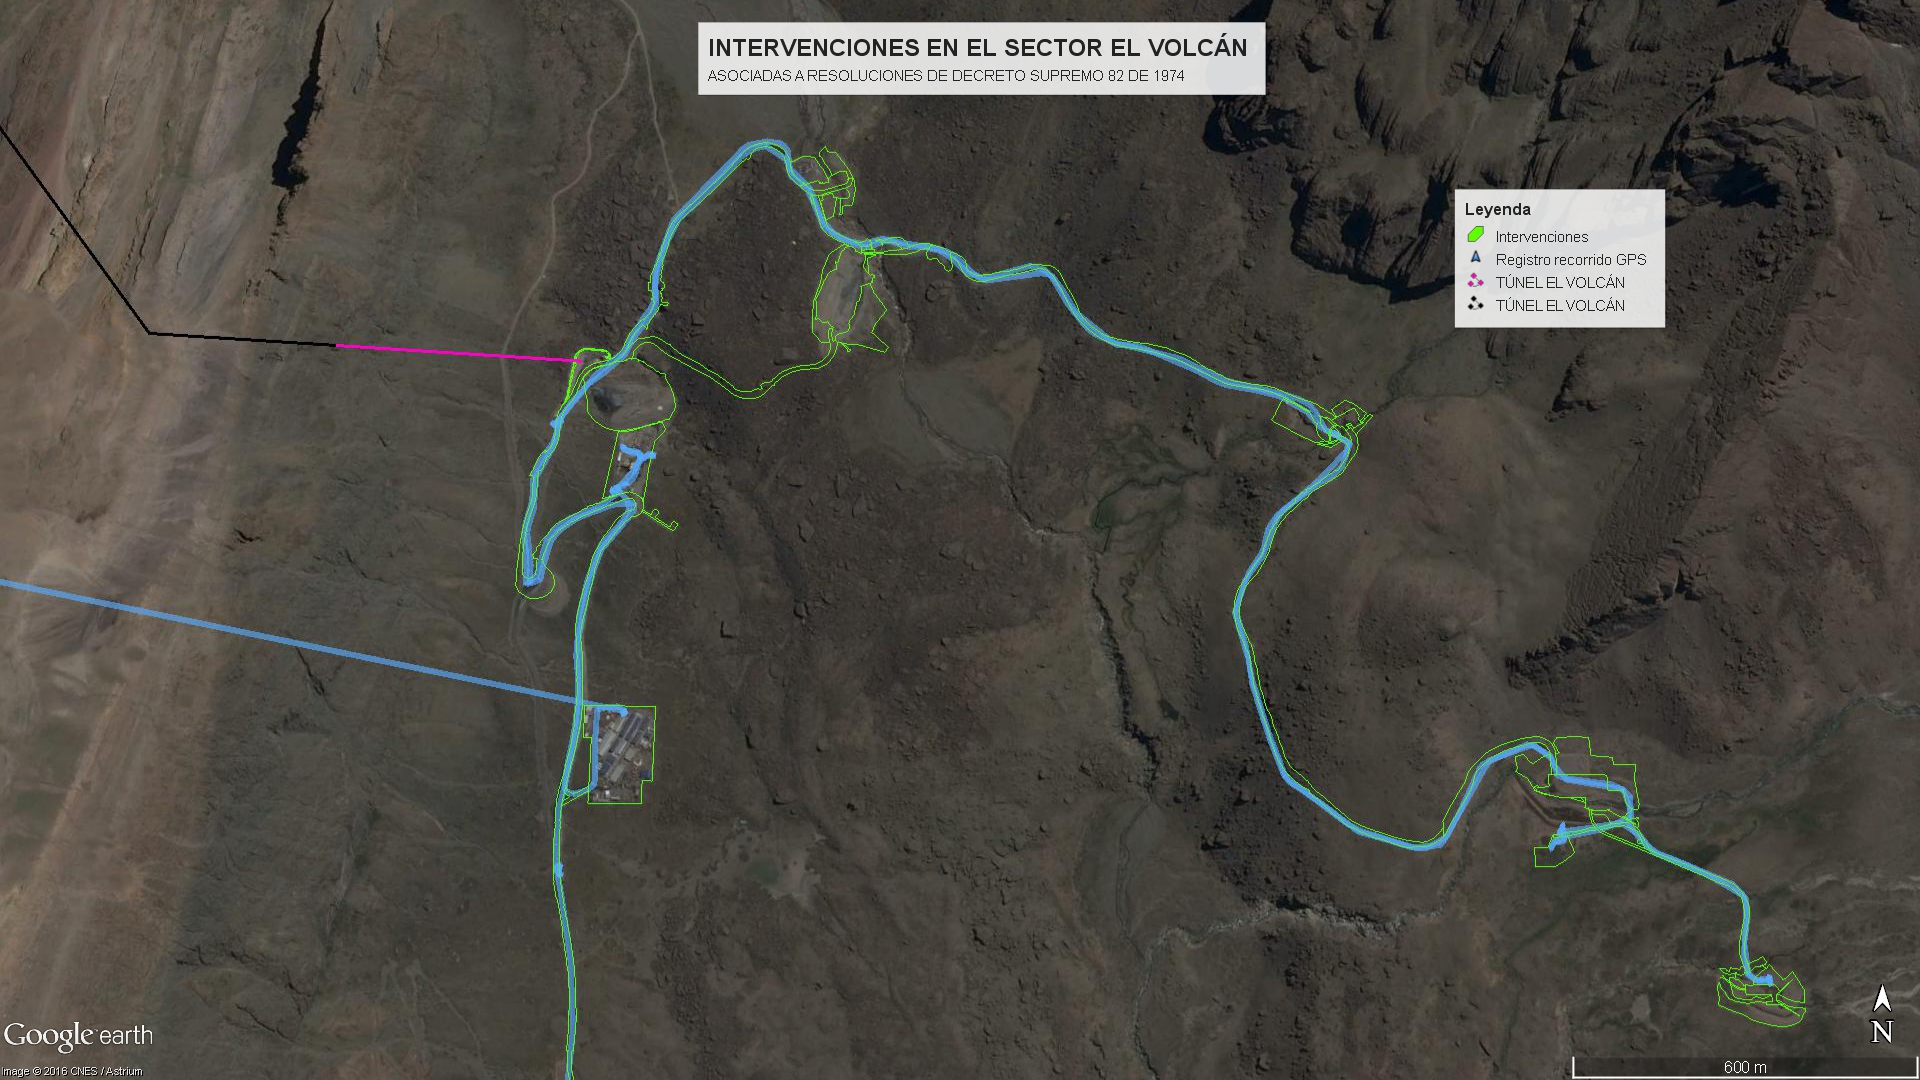 INTERVENCIONES EN EL SECTOR EL VOLCÁN
ASOCIADAS A RESOLUCIONES DE DECRETO SUPREMO 82 DE 1974
Leyenda
Intervenciones
Registro recorrido GPS
TÚNEL EL VOLCÁN
TÚNEL EL VOLCÁN
Google earth
N
Image © 2016 CNES / Astrium
600 m